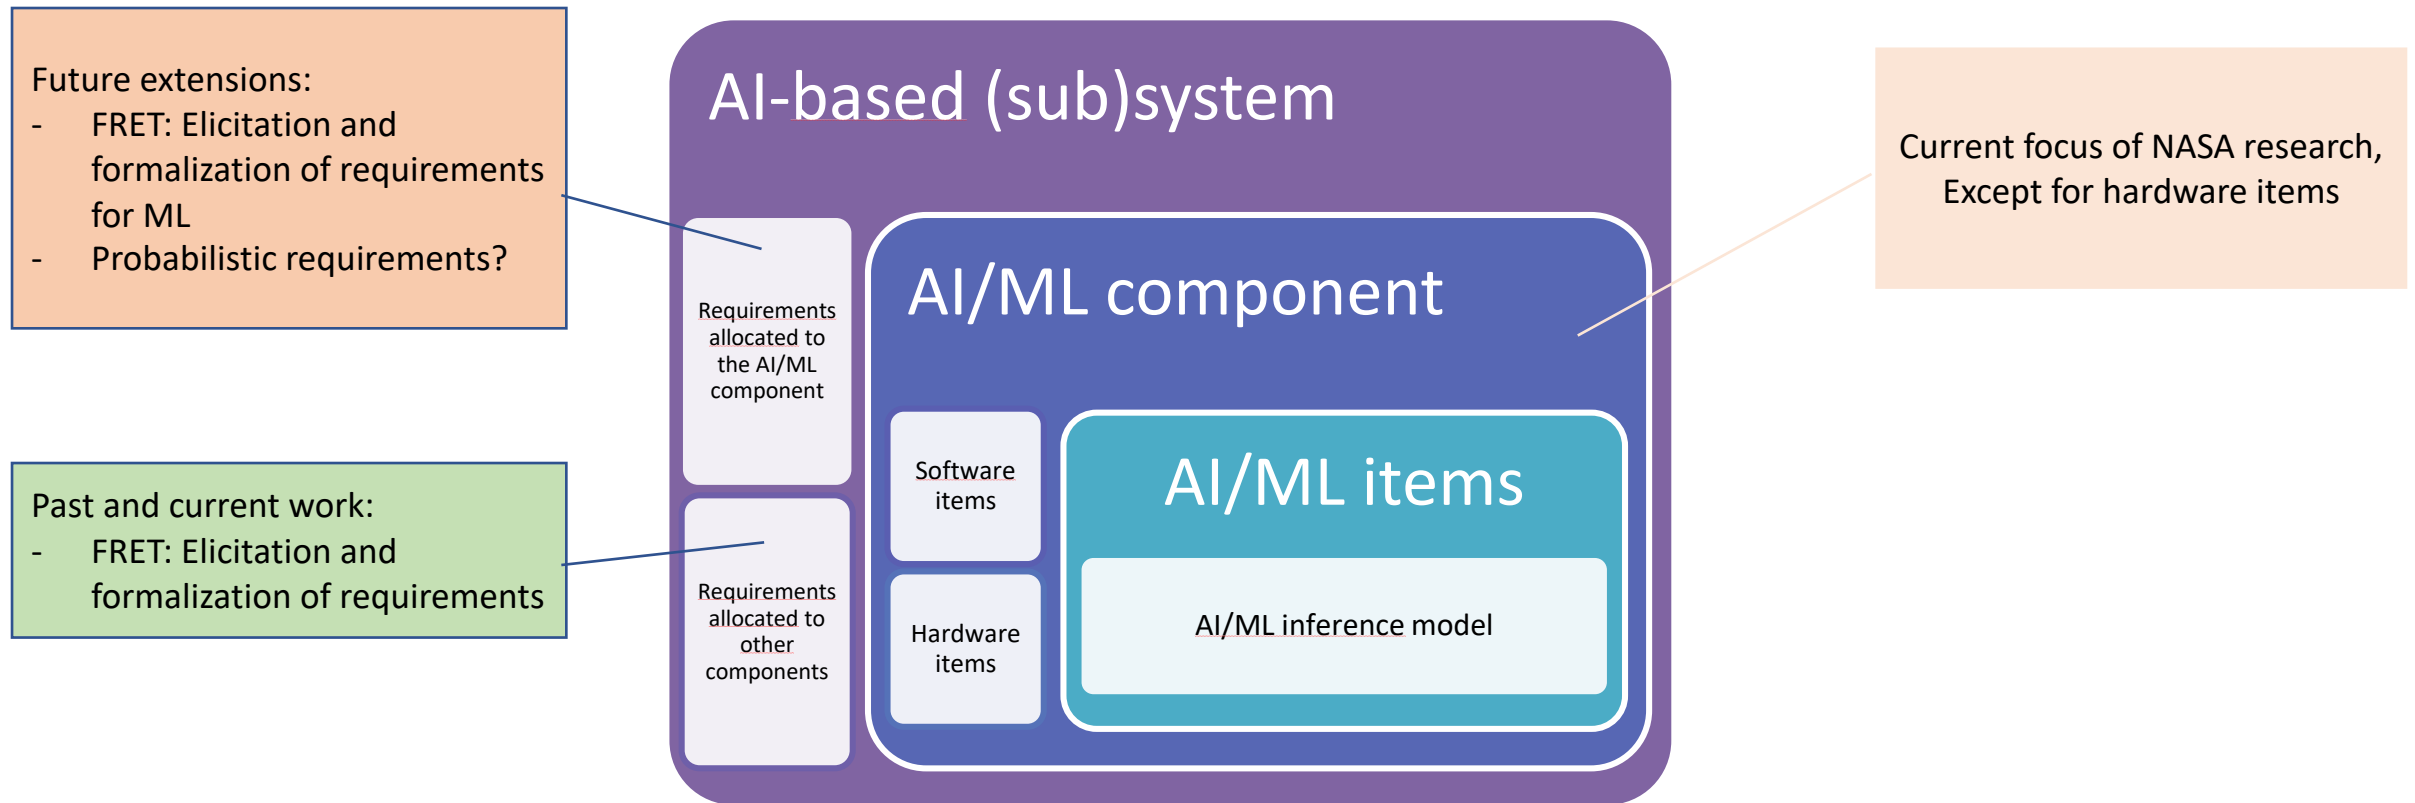 Future extensions:
- FRET: Elicitation and
formalization of requirements
for ML
- Probabilistic requirements?
Past and current work:
- FRET: Elicitation and
formalization of requirements
AI-based (sub)system
Requirements
allocated to
the AI/ML
component
Requirements
allocated to
other
components
AI/ML component
Software
items
Hardware
items
AI/ML items
AI/ML inference model
Current focus of NASA research,
Except for hardware items